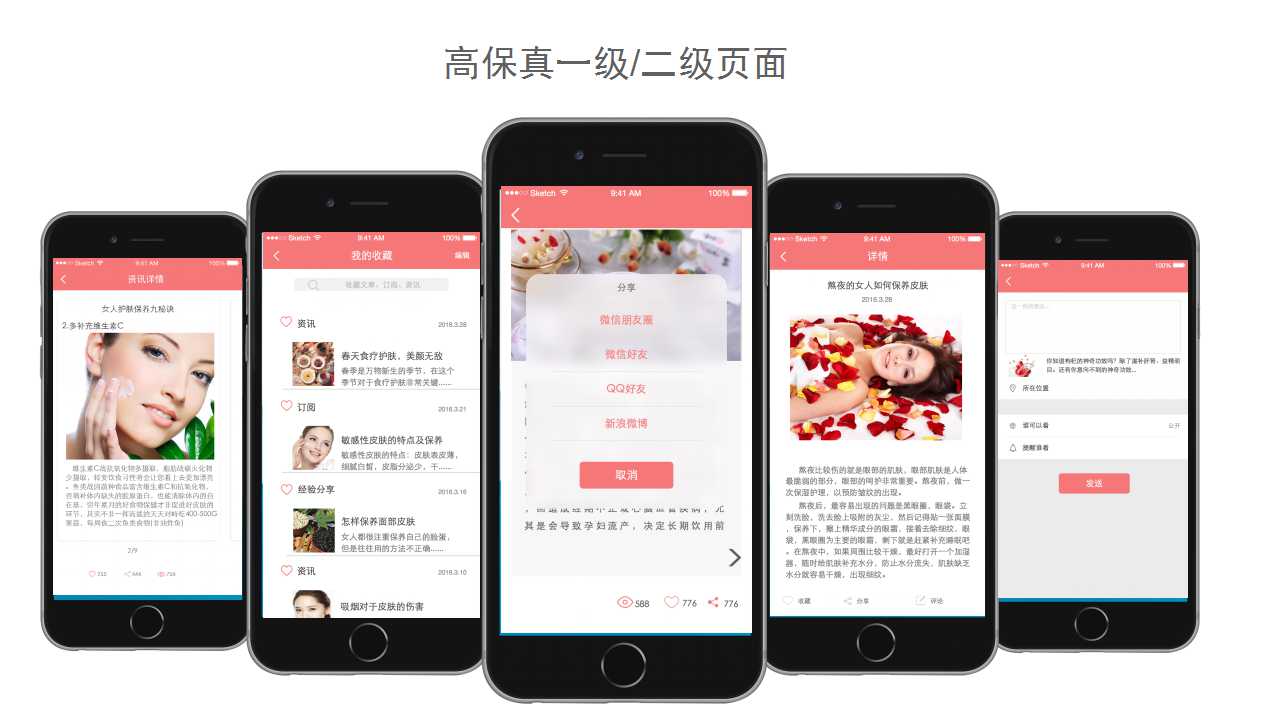 高保真一级/二级页面
Sketch 9:41 AM 100%
资讯详情
女人护肤保养九秘诀
2.多补充维生素C
2/9
Sketch 9:41 AM 100%
我的收藏 编辑
收藏文章、订阅、资讯
资讯 2016.3.28
春天食疗护肤，美颜无敌
春季是万物新生的季节，在这个
季节对于食疗护肤非常关键......
订阅 2016.3.21
敏感性皮肤的特点及保养
敏感性皮肤的特点：皮肤表皮薄，
细腻白皙，皮脂分泌少，干......
经验分享 2016.3.16
怎样保养面部皮肤
女人都很注重保养自己的脸蛋，
但是往往用的方法不正确......
资讯 2016.3.10
吸烟对于皮肤的伤害
Sketch 9:41 AM 100%
分享
微信朋友圈
微信好友
QQ好友
新浪微博
取消
其是会导致孕妇流产，决定长期饮用前
588 776 776
Sketch 9:41 AM 100%
详情
熬夜的女人如何保养皮肤
2016.3.28
熬夜比较伤的就是眼部的肌肤，眼部肌肤是人体
最脆弱的部分，眼部的呵护非常重要。熬夜前，做一
次保湿护理，以预防皱纹的出现。
熬夜后，最容易出现的问题是黑眼圈，眼袋。立
刻洗脸，洗去脸上吸附的灰尘，然后记得贴一张面膜
，保养下，擦上精华成分的眼霜，接着去除细纹，眼
袋，黑眼圈为主要的眼霜，剩下就是赶紧补充睡眠吧
。在熬夜中，如果周围比较干燥，最好打开一个加湿
器，随时给肌肤补充水分，防止水分流失，肌肤缺乏
水分就容易干燥，出现细纹。
收藏 分享 评论
Sketch 9:41 AM 100%
你知道枸杞的神奇功效吗？除了滋补肝肾，益精明
目。还有你意向不到的神奇功效...
所在位置
谁可以看 公开
提醒谁看
发送